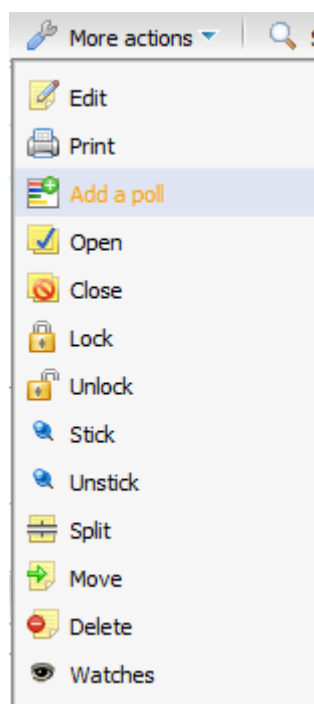 More actions
Edit
Print
Add a poll
Open
Close
Lock
Unlock
Stick
Unstick
Split
Move
Delete
Watches